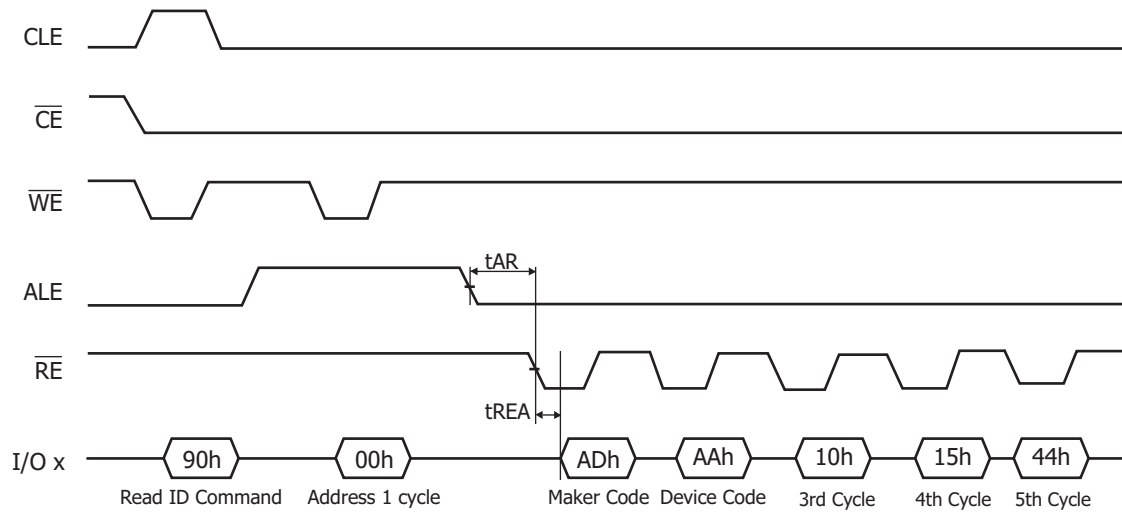 CLE
CE
WE
ALE
tAR
RE
tREA
I/O x
90h
00h
ADh
AAh
10h
15h
44h
Read ID Command
Address 1 cycle
Maker Code
Device Code
3rd Cycle
4th Cycle
5th Cycle